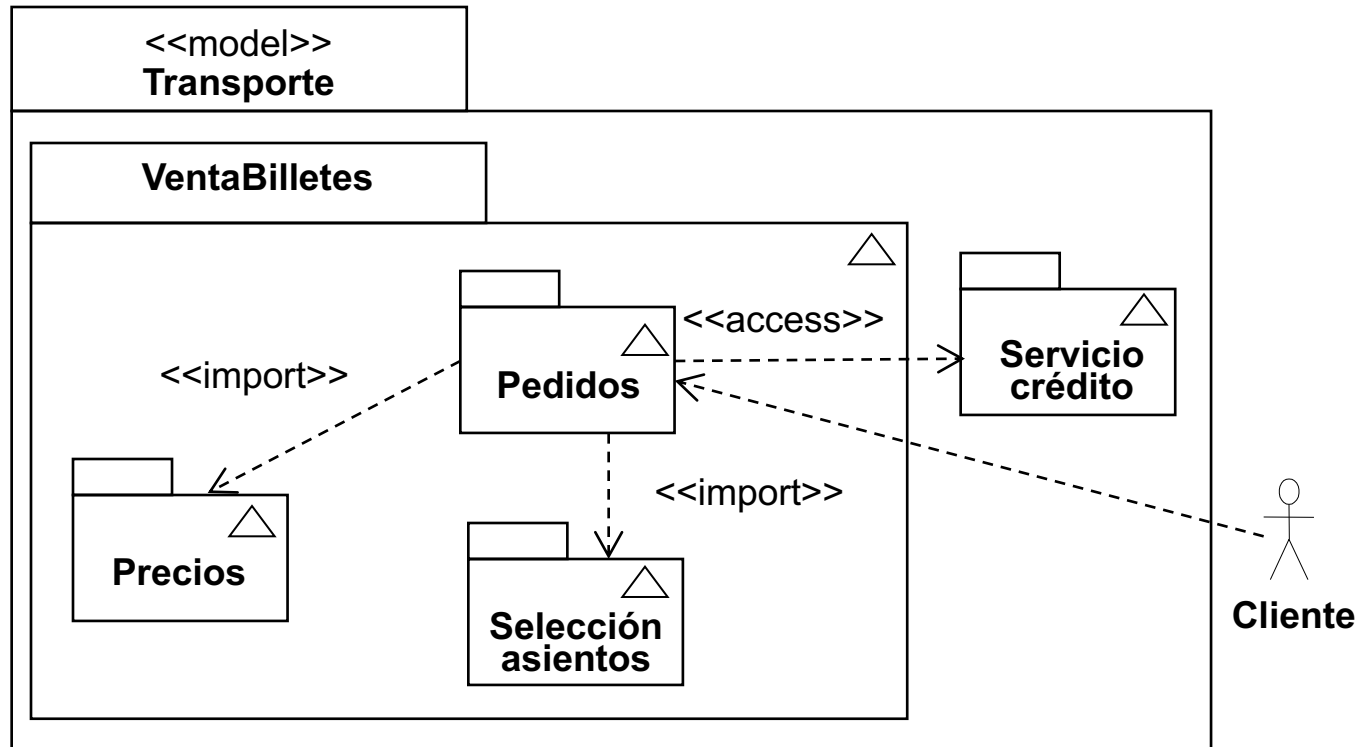 <<model>>
Transporte
VentaBilletes
<<access>>
<<import>>
Pedidos
Servicio
crédito
<<import>>
Precios
Selección
asientos
Cliente